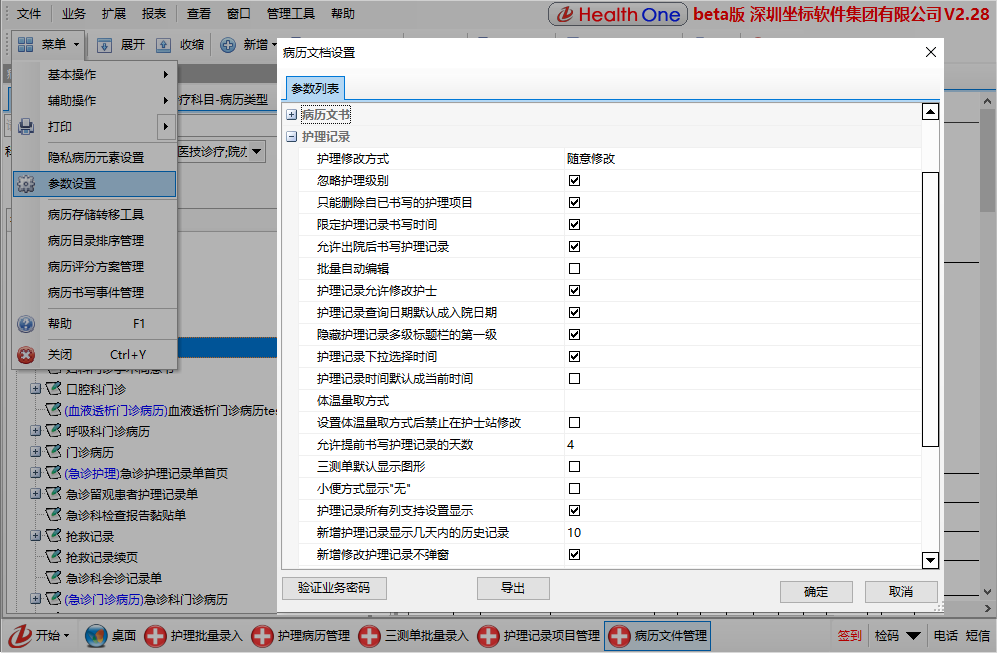 文件 业务 扩展 报表 查看 窗口 管理工具 帮助
Health One beta版 深圳坐标软件集团有限公司 V2.28
菜单 展开 收缩 新增
基本操作
辅助操作
打印
隐私病历元素设置
参数设置
病历存储转移工具
病历目录排序管理
病历评分方案管理
病历书写事件管理
帮助 F1
关闭 Ctrl+Y
疗科目-病历类型
医技诊疗;院
口腔科门诊
(血液透析门诊病历)血液透析门诊病历te
呼吸科门诊病历
门诊病历
(急诊护理)急诊护理记录单首页
急诊留观患者护理记录单
急诊科检查报告黏贴单
抢救记录
抢救记录续页
急诊科会诊记录单
(急诊门诊病历)急诊科门诊病历
病历文档设置
参数列表
病历文书
护理记录
护理修改方式 随意修改
忽略护理级别
只能删除自已书写的护理项目
限定护理记录书写时间
允许出院后书写护理记录
批量自动编辑
护理记录允许修改护士
护理记录查询日期默认成入院日期
隐藏护理记录多级标题栏的第一级
护理记录下拉选择时间
护理记录时间默认成当前时间
体温量取方式
设置体温量取方式后禁止在护士站修改
允许提前书写护理记录的天数 4
三测单默认显示图形
小便方式显示"无"
护理记录所有列支持设置显示
新增护理记录显示几天内的历史记录 10
新增修改护理记录不弹窗
验证业务密码 导出 确定 取消
开始 桌面 护理批量录入 护理病历管理 三测单批量录入 护理记录项目管理 病历文件管理 签到 检码 电话 短信